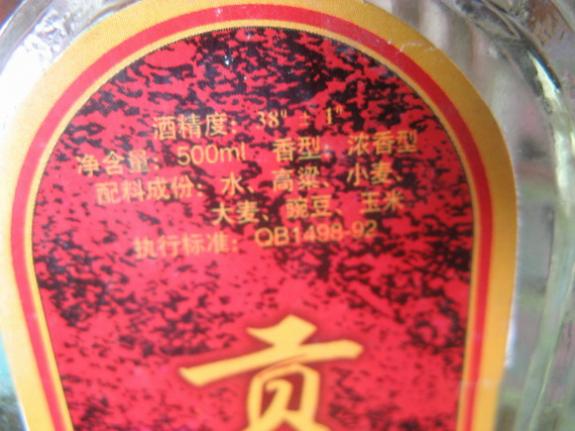 酒精度：38° ± 1°
净含量：500ml 香型：浓香型
配料成份：水、高粱、小麦、
大麦、豌豆、玉米
执行标准：QB1498-92
贡